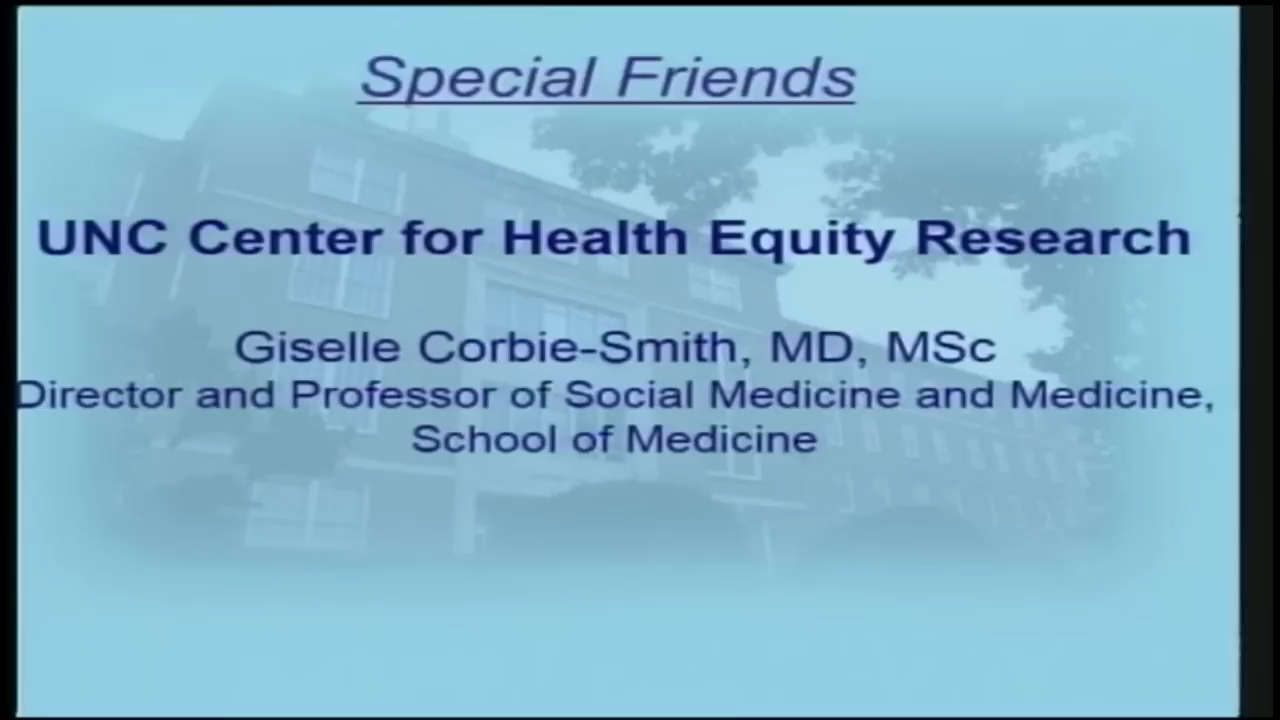 Special Friends
UNC Center for Health Equity Research
Giselle Corbie-Smith, MD, MSc
Director and Professor of Social Medicine and Medicine,
School of Medicine